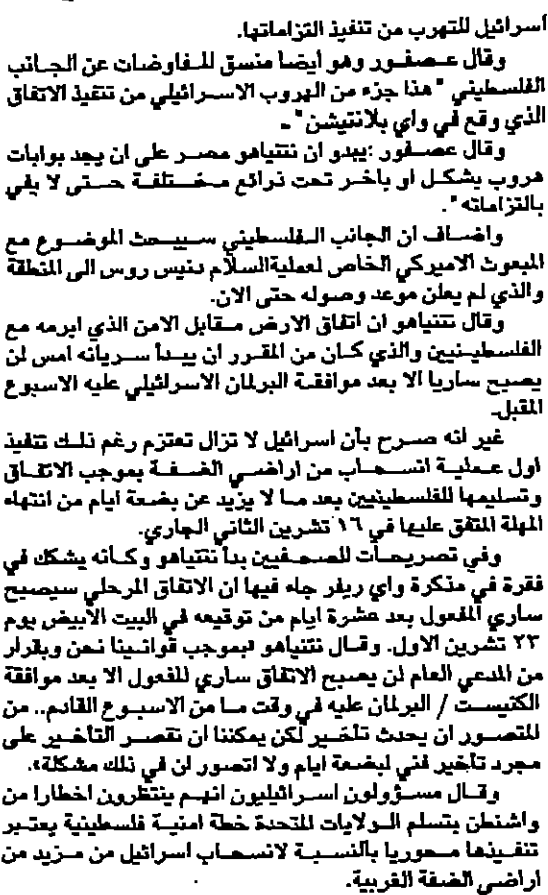 اسرائيل للتهرب من تنفيذ التزاماتها.
وقال عصفور وهو ايضا منسق للمفاوضات عن الجانب
الفلسطيني "هذا جزء من الهروب الاسرائيلي من تنفيذ الاتفاق
الذي وقع في واي بلانتيشن".
وقال عصفور :يبدو ان نتنياهو مصر على ان يجد بوابات
هروب بشكل او باخر تحت ذرائع مختلفة حتى لا يفي
بالتزاماته".
واضاف ان الجانب الفلسطيني سيبحث الموضوع مع
المبعوث الاميركي الخاص لعملية السلام دنيس روس الى المنطقة
والذي لم يعلن موعد وصوله حتى الان.
وقال نتنياهو ان اتفاق الارض مقابل الامن الذي ابرمه مع
الفلسطينيين والذي كان من المقرر ان يبدأ سريانه امس لن
يصبح ساريا الا بعد موافقة البرلمان الاسرائيلي عليه الاسبوع
المقبل.
غير انه صرح بأن اسرائيل لا تزال تعتزم رغم ذلك تنفيذ
اول عملية انسحاب من اراضي الضفة بموجب الاتفاق
وتسليمها للفلسطينيين بعد ما لا يزيد عن بضعة ايام من انتهاء
المهلة المتفق عليها في ١٦ تشرين الثاني الجاري.
وفي تصريحات للصحفيين بدأ نتنياهو وكأنه يشكك في
فقرة في مذكرة واي ريفر جاء فيها ان الاتفاق المرحلي سيصبح
ساري المفعول بعد عشرة ايام من توقيعه في البيت الأبيض يوم
٢٣ تشرين الاول. وقال نتنياهو «بموجب قوانيننا نحن وبقرار
من المدعي العام لن يصبح الاتفاق ساري المفعول الا بعد موافقة
الكنيست / البرلمان عليه في وقت ما من الاسبوع القادم.. من
المتصور ان يحدث تأخير لكن يمكننا ان نقصر التأخير على
مجرد تأخير فني لبضعة ايام ولا اتصور ان في ذلك مشكلة».
وقال مسؤولون اسرائيليون انهم ينتظرون اخطارا من
واشنطن بتسلم الولايات المتحدة خطة امنية فلسطينية يعتبر
تنفيذها محوريا بالنسبة لانسحاب اسرائيل من مزيد من
اراضي الضفة الغربية.